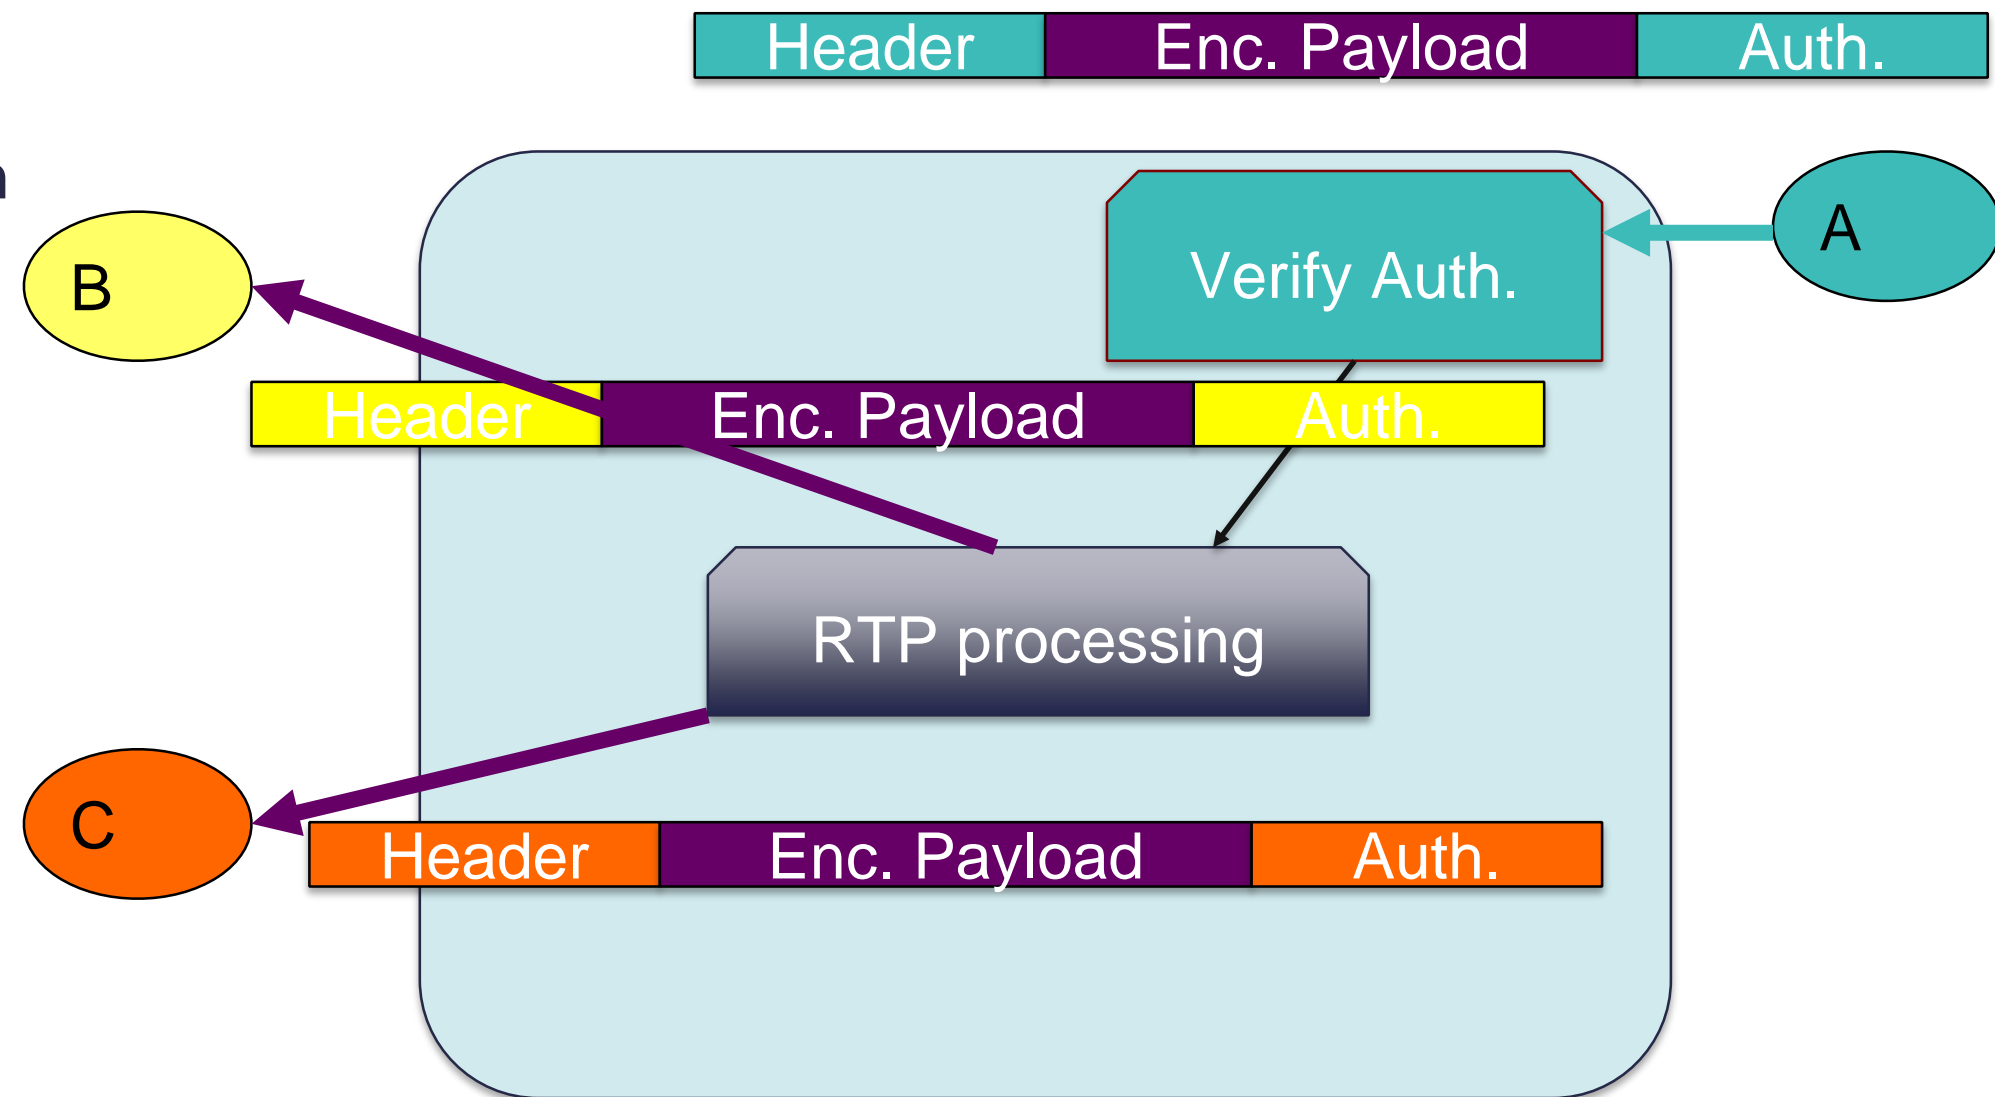 Header Enc. Payload Auth.
n
A
Verify Auth.
B
Header Enc. Payload Auth.
RTP processing
C
Header Enc. Payload Auth.